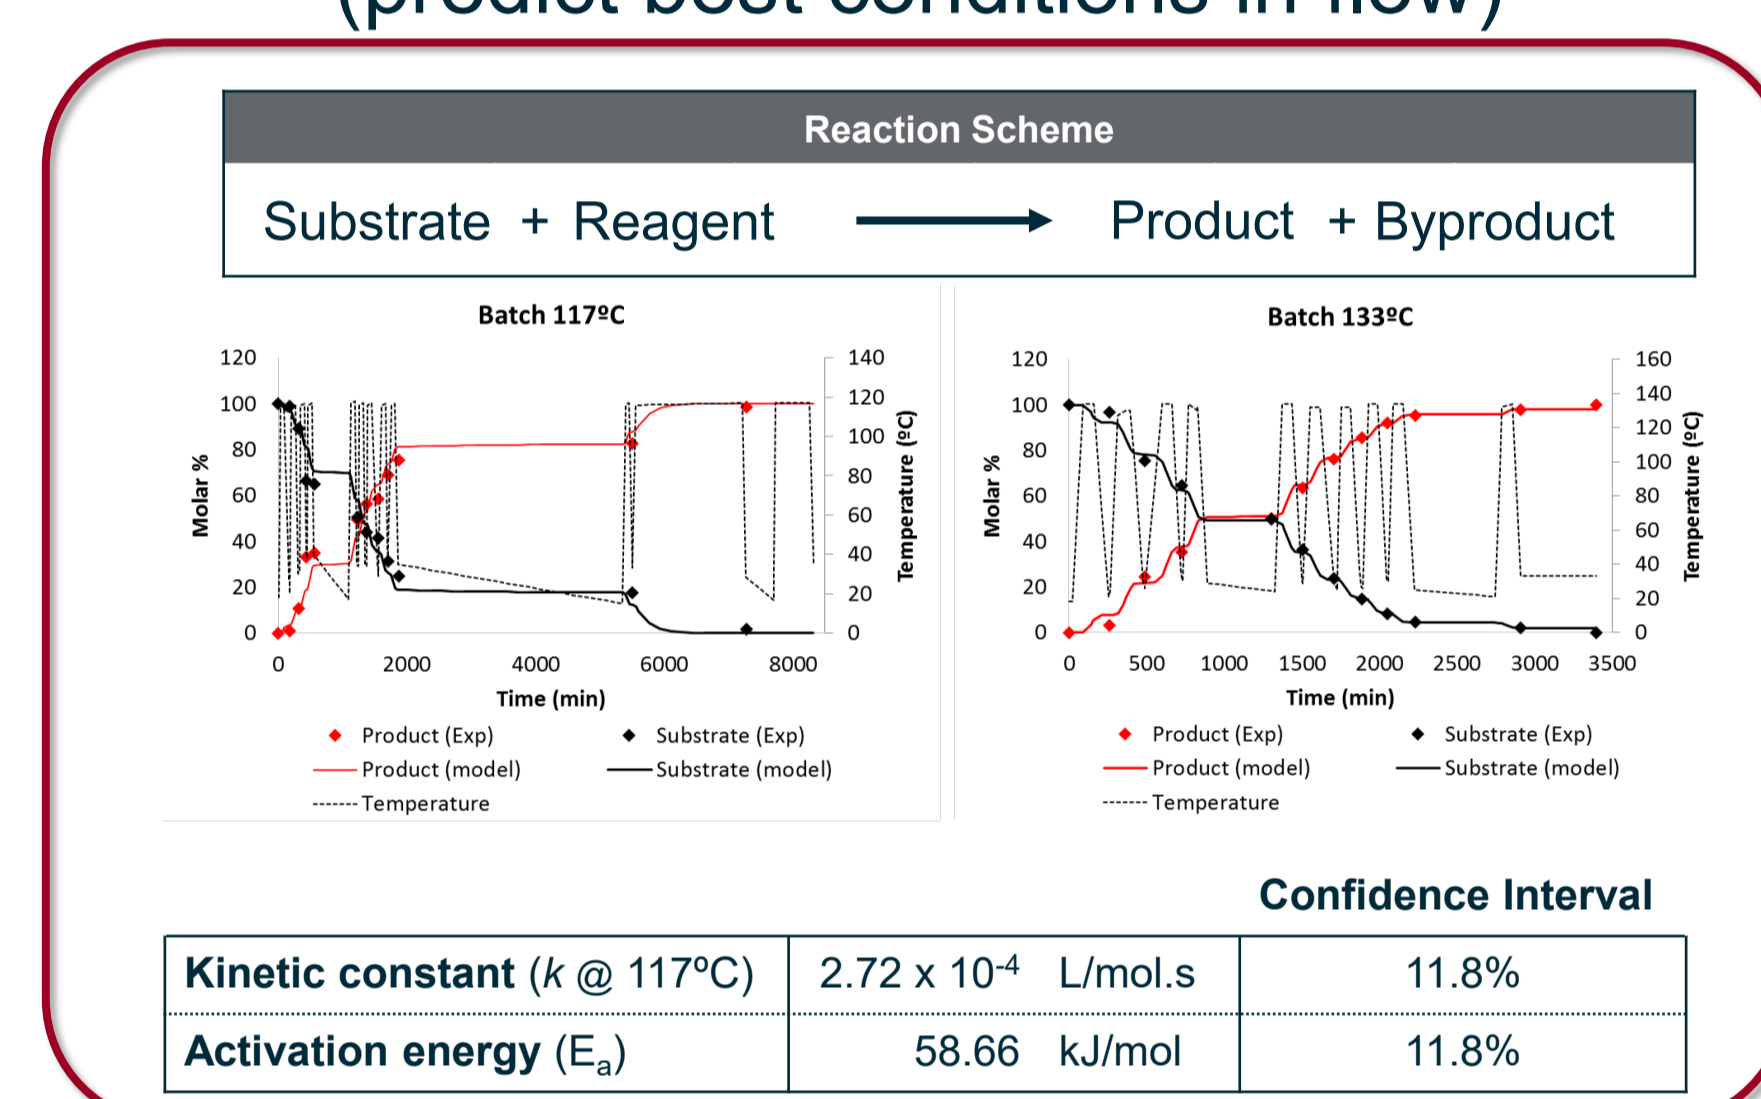 (predict best conditions in flow)
Reaction Scheme
Substrate + Reagent Product + Byproduct
Batch 117ºC
120
100
80
60
40
20
0
Molar %
140
120
100
80
60
40
20
0
Temperature (ºC)
0 2000 4000 6000 8000
Time (min)
Product (Exp) Substrate (Exp)
Product (model) Substrate (model)
Temperature
Batch 133ºC
120
100
80
60
40
20
0
Molar %
160
140
120
100
80
60
40
20
0
Temperature (ºC)
0 500 1000 1500 2000 2500 3000 3500
Time (min)
Product (Exp) Substrate (Exp)
Product (model) Substrate (model)
Temperature
Confidence Interval
Kinetic constant (k @ 117ºC) 2.72 x 10⁻⁴ L/mol.s 11.8%
Activation energy (Eₐ) 58.66 kJ/mol 11.8%